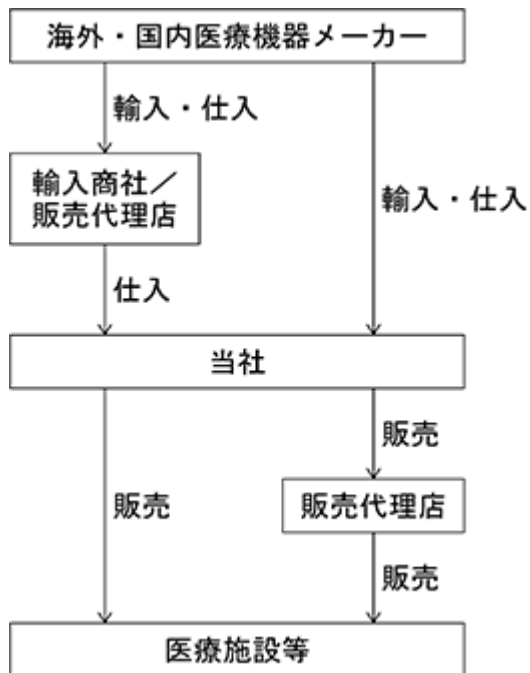 海外・国内医療機器メーカー
輸入・仕入
輸入商社／
販売代理店
輸入・仕入
仕入
当社
販売
販売
販売代理店
販売
医療施設等